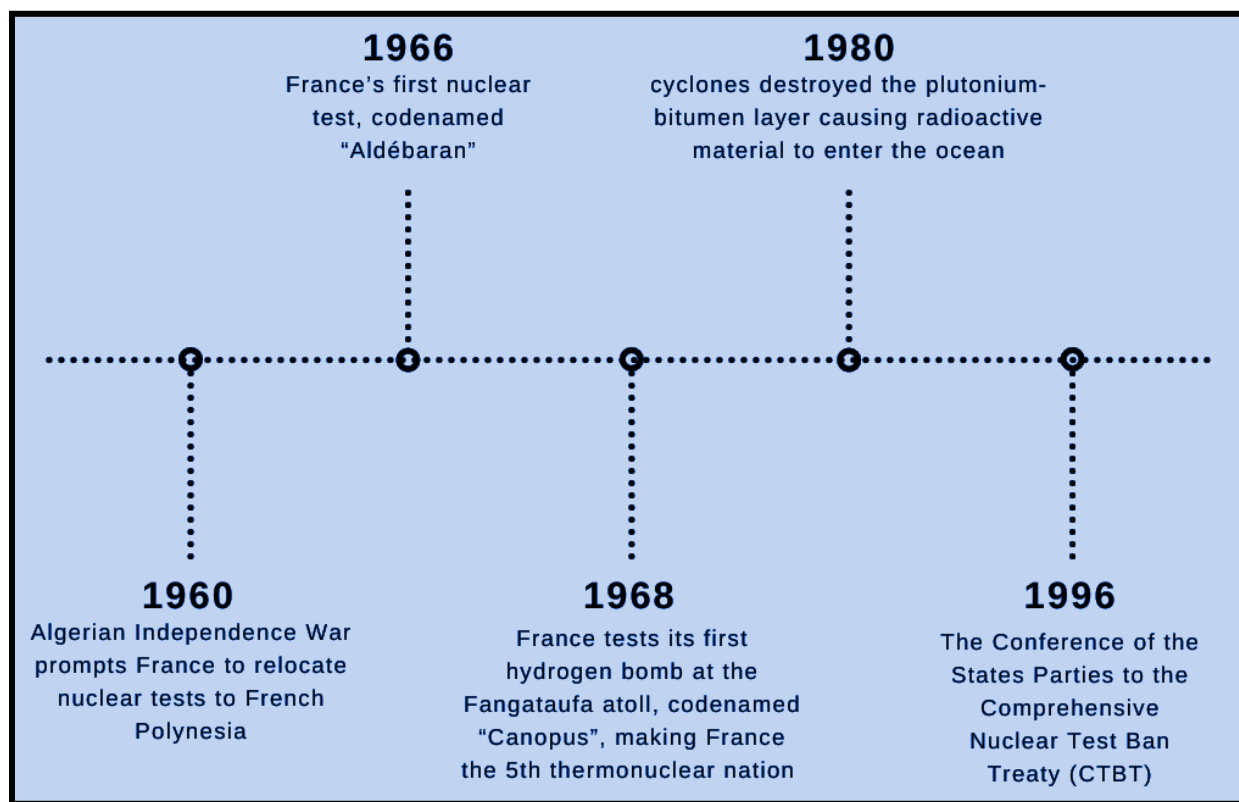 1966
France’s first nuclear
test, codenamed
“Aldébaran”
1980
cyclones destroyed the plutonium-
bitumen layer causing radioactive
material to enter the ocean
1960
Algerian Independence War
prompts France to relocate
nuclear tests to French
Polynesia
1968
France tests its first
hydrogen bomb at the
Fangataufa atoll, codenamed
“Canopus”, making France
the 5th thermonuclear nation
1996
The Conference of the
States Parties to the
Comprehensive
Nuclear Test Ban
Treaty (CTBT)